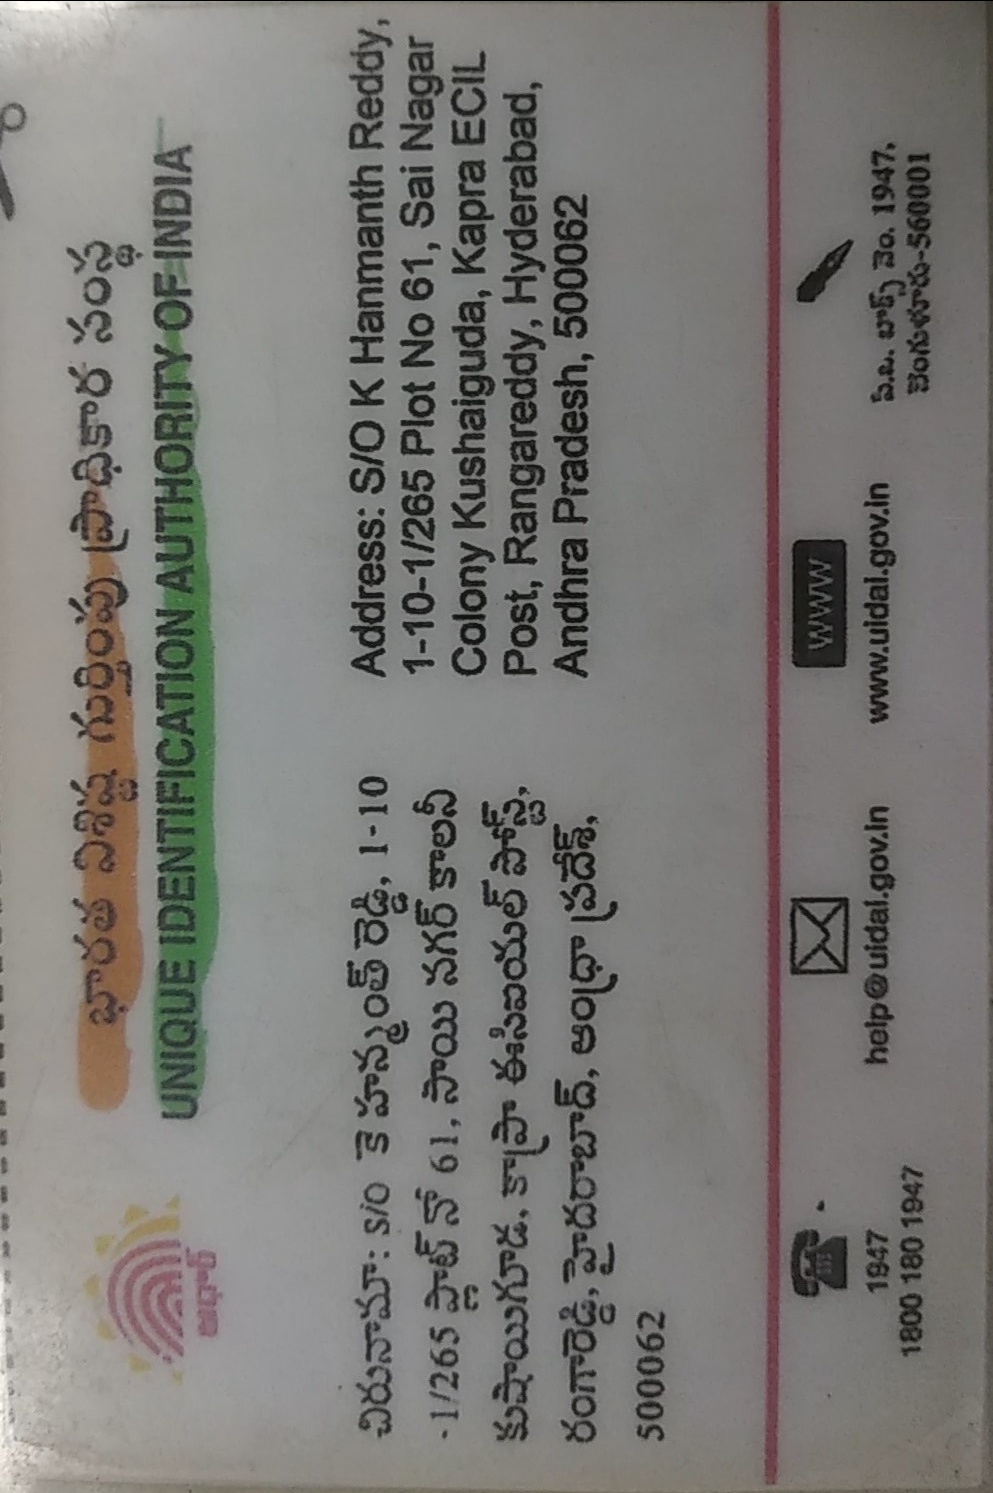 భారత విశిష్ట గుర్తింపు ప్రాధికార సంస్థ
UNIQUE IDENTIFICATION AUTHORITY OF INDIA
ఆధార్
చిరునామా: S/O కె హన్మంత్ రెడ్డి, 1-10
-1/265 ప్లాట్ నో 61, సాయి నగర్ కాలనీ
కుషాయిగూడ, కాప్రా ఈసిఐయల్ పోస్ట్,
రంగారెడ్డి, హైదరాబాద్, ఆంధ్రా ప్రదేశ్,
500062
Address: S/O K Hanmanth Reddy,
1-10-1/265 Plot No 61, Sai Nagar
Colony Kushaiguda, Kapra ECIL
Post, Rangareddy, Hyderabad,
Andhra Pradesh, 500062
1947
1800 180 1947
help@uidai.gov.in
WWW
www.uidai.gov.in
పి.బి. బాక్స్ నెం. 1947,
బెంగుళూరు-560001